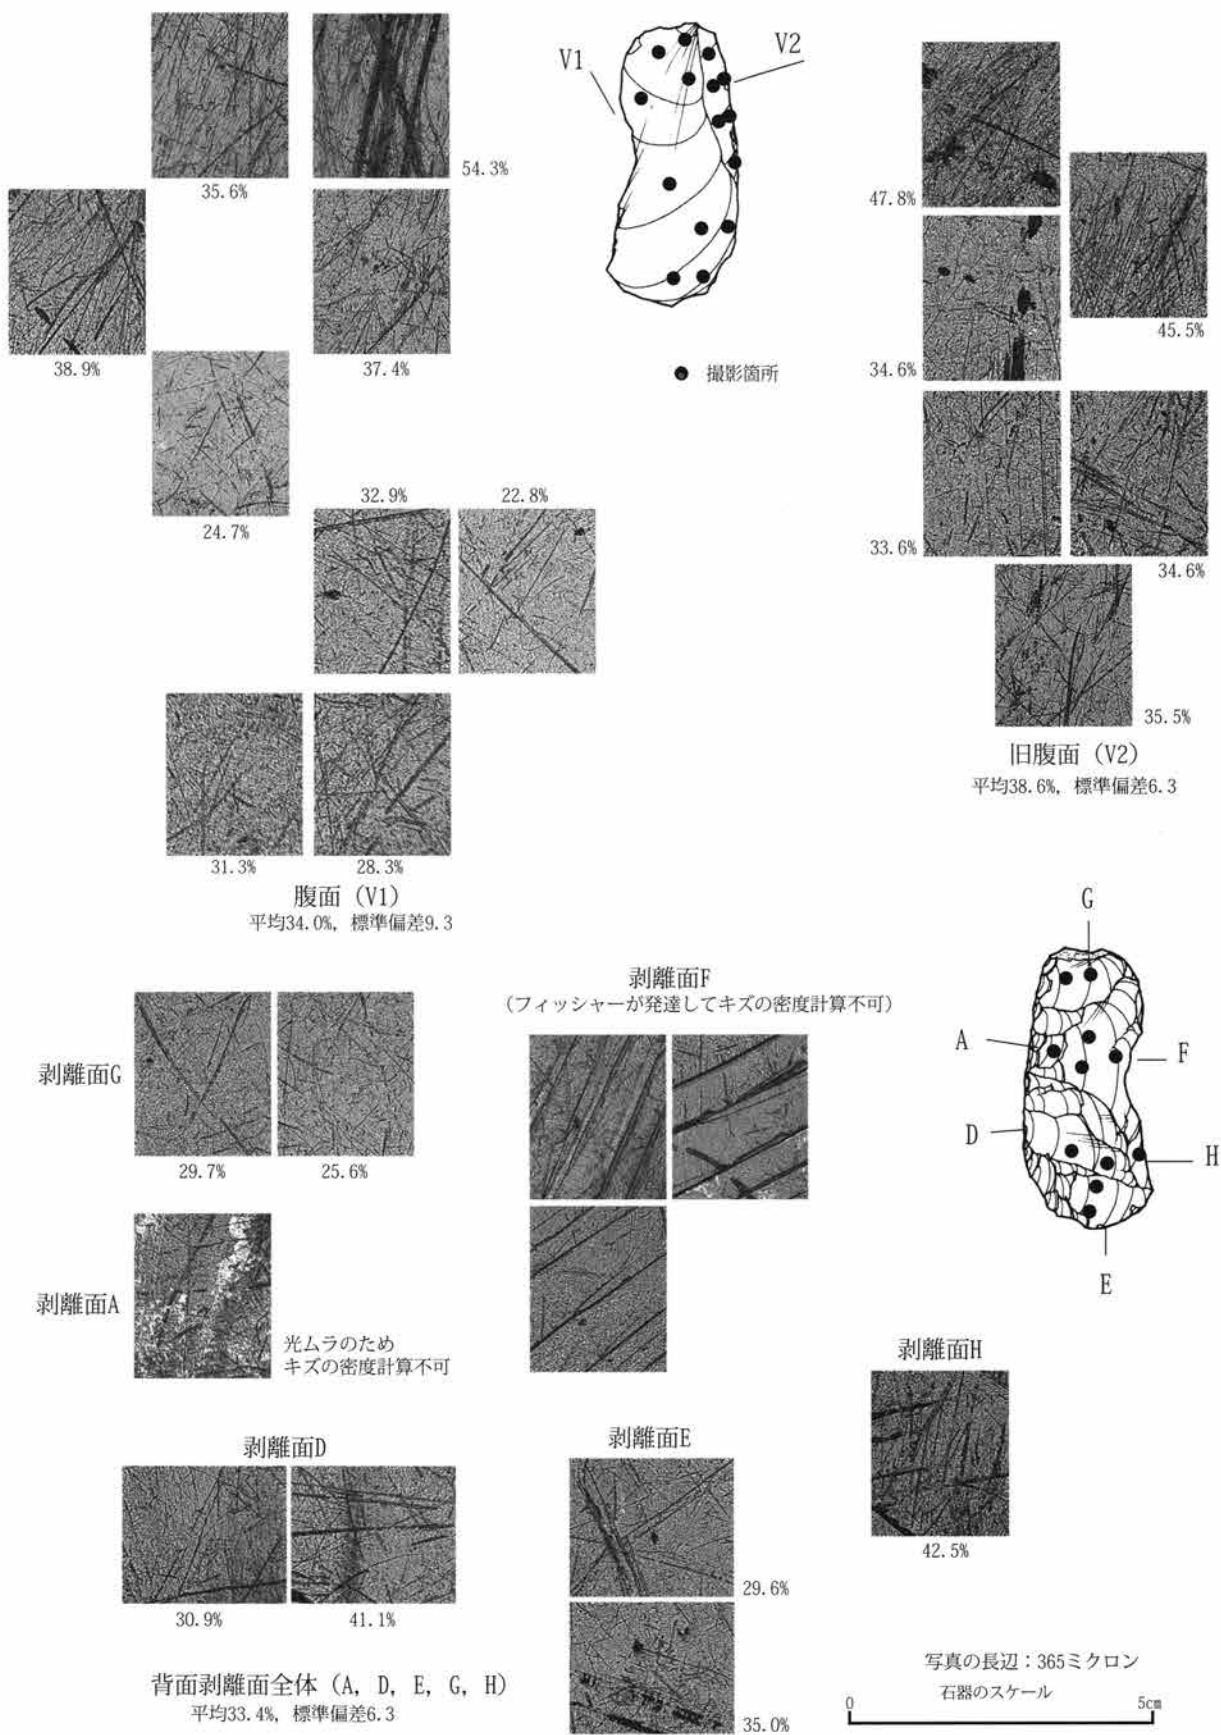 V1
V2
35.6%
54.3%
38.9%
37.4%
24.7%
● 撮影箇所
47.8%
45.5%
34.6%
33.6%
34.6%
35.5%
旧腹面 (V2)
平均38.6%, 標準偏差6.3
32.9%
22.8%
31.3%
28.3%
腹面 (V1)
平均34.0%, 標準偏差9.3
剥離面G
29.7%
25.6%
剥離面A
光ムラのため
キズの密度計算不可
剥離面F
(フィッシャーが発達してキズの密度計算不可)
G
A
F
D
H
E
剥離面H
42.5%
剥離面D
30.9%
41.1%
剥離面E
29.6%
35.0%
背面剥離面全体 (A, D, E, G, H)
平均33.4%, 標準偏差6.3
写真の長辺：365ミクロン
石器のスケール
0
5cm